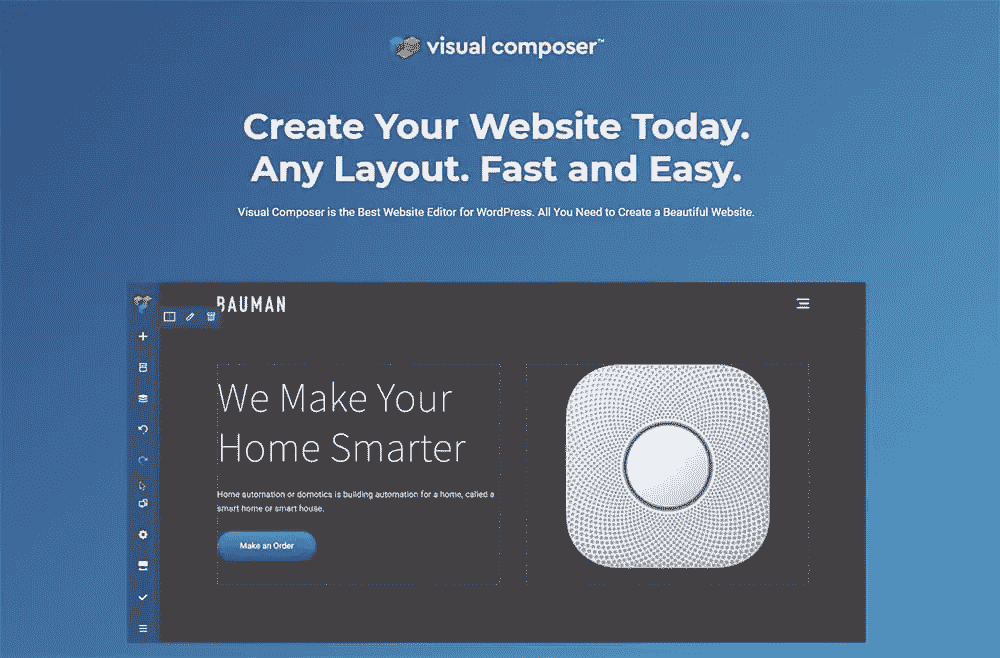 visual composer™
Create Your Website Today.
Any Layout. Fast and Easy.
Visual Composer is the Best Website Editor for WordPress. All You Need to Create a Beautiful Website.
BAUMAN
We Make Your
Home Smarter
Home automation or domotics is building automation for a home, called a
smart home or smart house.
Make an Order